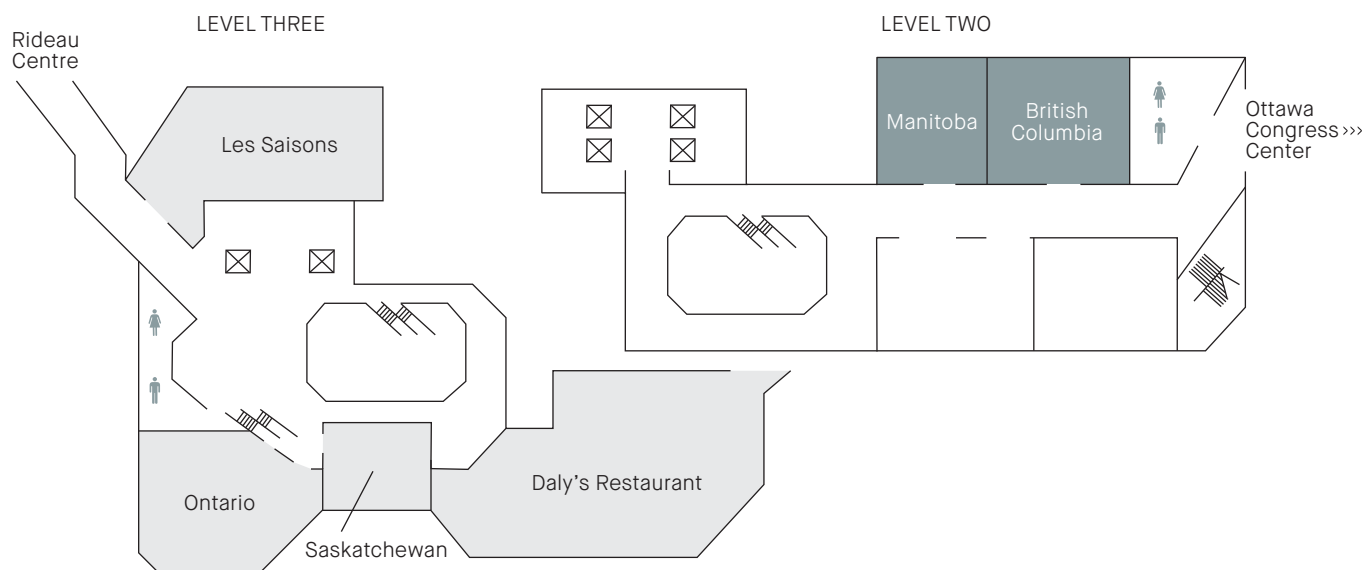 LEVEL THREE
LEVEL TWO
Rideau
Centre
Les Saisons
Manitoba
British
Columbia
Ottawa
Congress ›››
Center
Ontario
Saskatchewan
Daly’s Restaurant